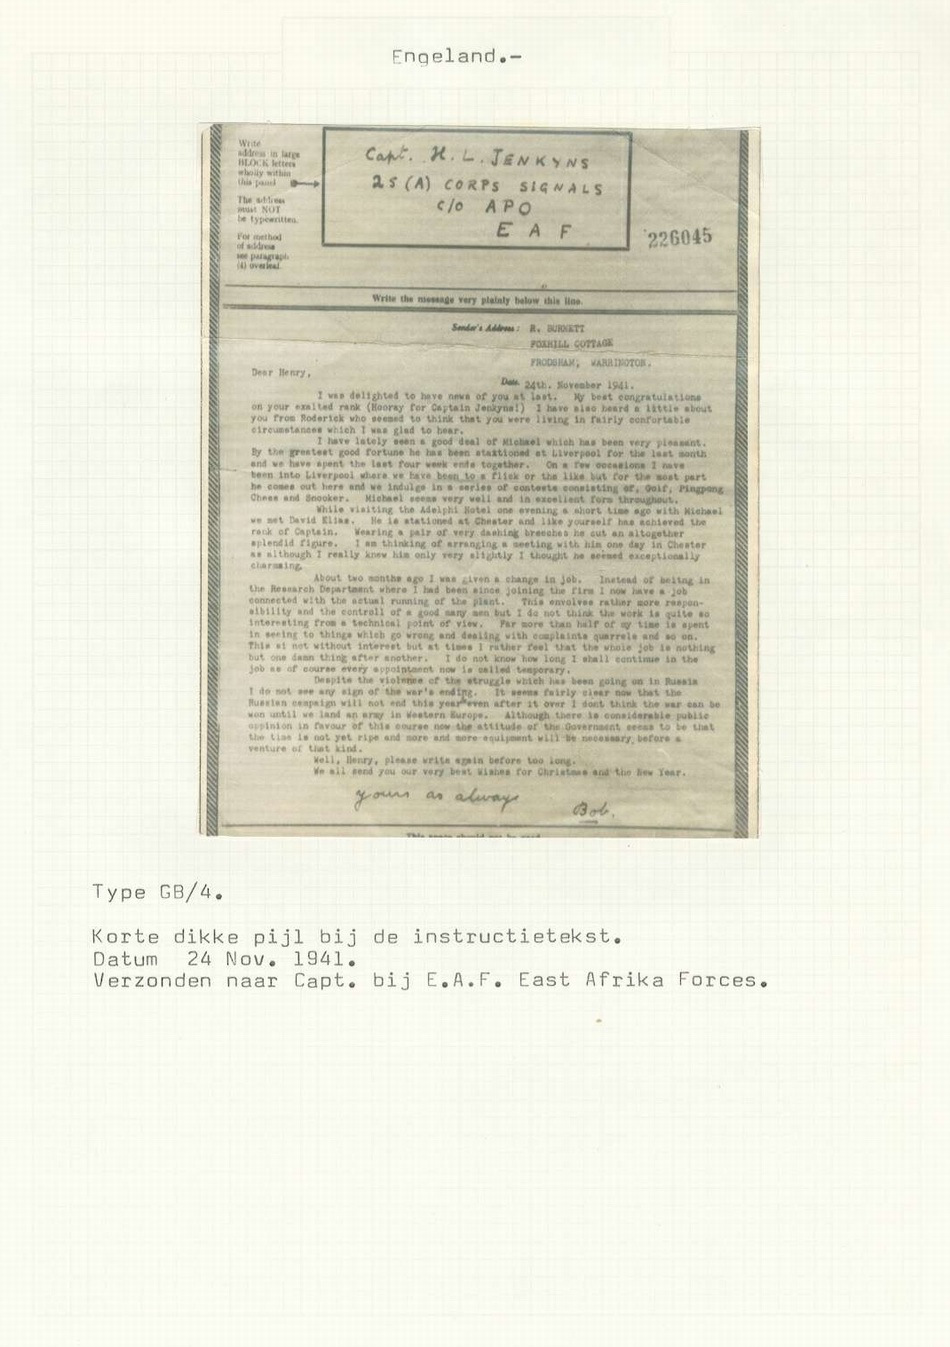 Engeland.-
Write
address in large
BLOCK letters
wholly within
this panel
The address
must NOT
be typewritten.
For method
of address
see paragraph
(4) overleaf.
Capt. H. L. JENKYNS
25 (A) CORPS SIGNALS
c/o APO
E A F
226045
Write the message very plainly below this line.
Sender's Address: R. BURNETT
FOXHILL COTTAGE
FRODSHAM, WARRINGTON.
Dear Henry,
Date 24th. November 1941.
I was delighted to have news of you at last. My best congratulations
on your exalted rank (Hooray for Captain Jenkyns!) I have also heard a little about
you from Roderick who seemed to think that you were living in fairly confortable
circumstances which I was glad to hear.
I have lately seen a good deal of Michael which has been very pleasant.
By the greatest good fortune he has been staitioned at Liverpool for the last month
and we have spent the last four week ends together. On a few occasions I have
been into Liverpool where we have been to a flick or the like but for the most part
he comes out here and we indulge in a series of contests consisting of, Golf, Pingpong
Chess and Snooker. Michael seems very well and in excellent form throughout.
While visiting the Adelphi Hotel one evening a short time ago with Michael
we met David Elias. He is stationed at Chester and like yourself has achieved the
rank of Captain. Wearing a pair of very dashing breeches he cut an altogether
splendid figure. I am thinking of arranging a meeting with him one day in Chester
as although I really knew him only very slightly I thought he seemed exceptionally
charming.
About two months ago I was given a change in job. Instead of beitng in
the Research Department where I had been since joining the firm I now have a job
connected with the actual running of the plant. This envolves rather more respon-
sibility and the controll of a good many men but I do not think the work is quite so
interesting from a technical point of view. Far more than half of my time is spent
in seeing to things which go wrong and dealing with complaints quarrels and so on.
This si not without interest but at times I rather feel that the whole job is nothing
but one damn thing after another. I do not know how long I shall continue in the
job as of course every appointment now is called temporary.
Despite the violence of the struggle which has been going on in Russia
I do not see any sign of the war's ending. It seems fairly clear now that the
Russian campaign will not end this year even after it over I dont think the war can be
won until we land an army in Western Europe. Although there is considerable public
oppinion in favour of this course now the attitude of the Government seems to be that
the time is not yet ripe and more and more equipment will be necessary before a
venture of that kind.
Well, Henry, please write again before too long.
We all send you our very best Wishes for Christmas and the New Year.
yours as always
Bob.
Type GB/4.
Korte dikke pijl bij de instructietekst.
Datum 24 Nov. 1941.
Verzonden naar Capt. bij E.A.F. East Afrika Forces.